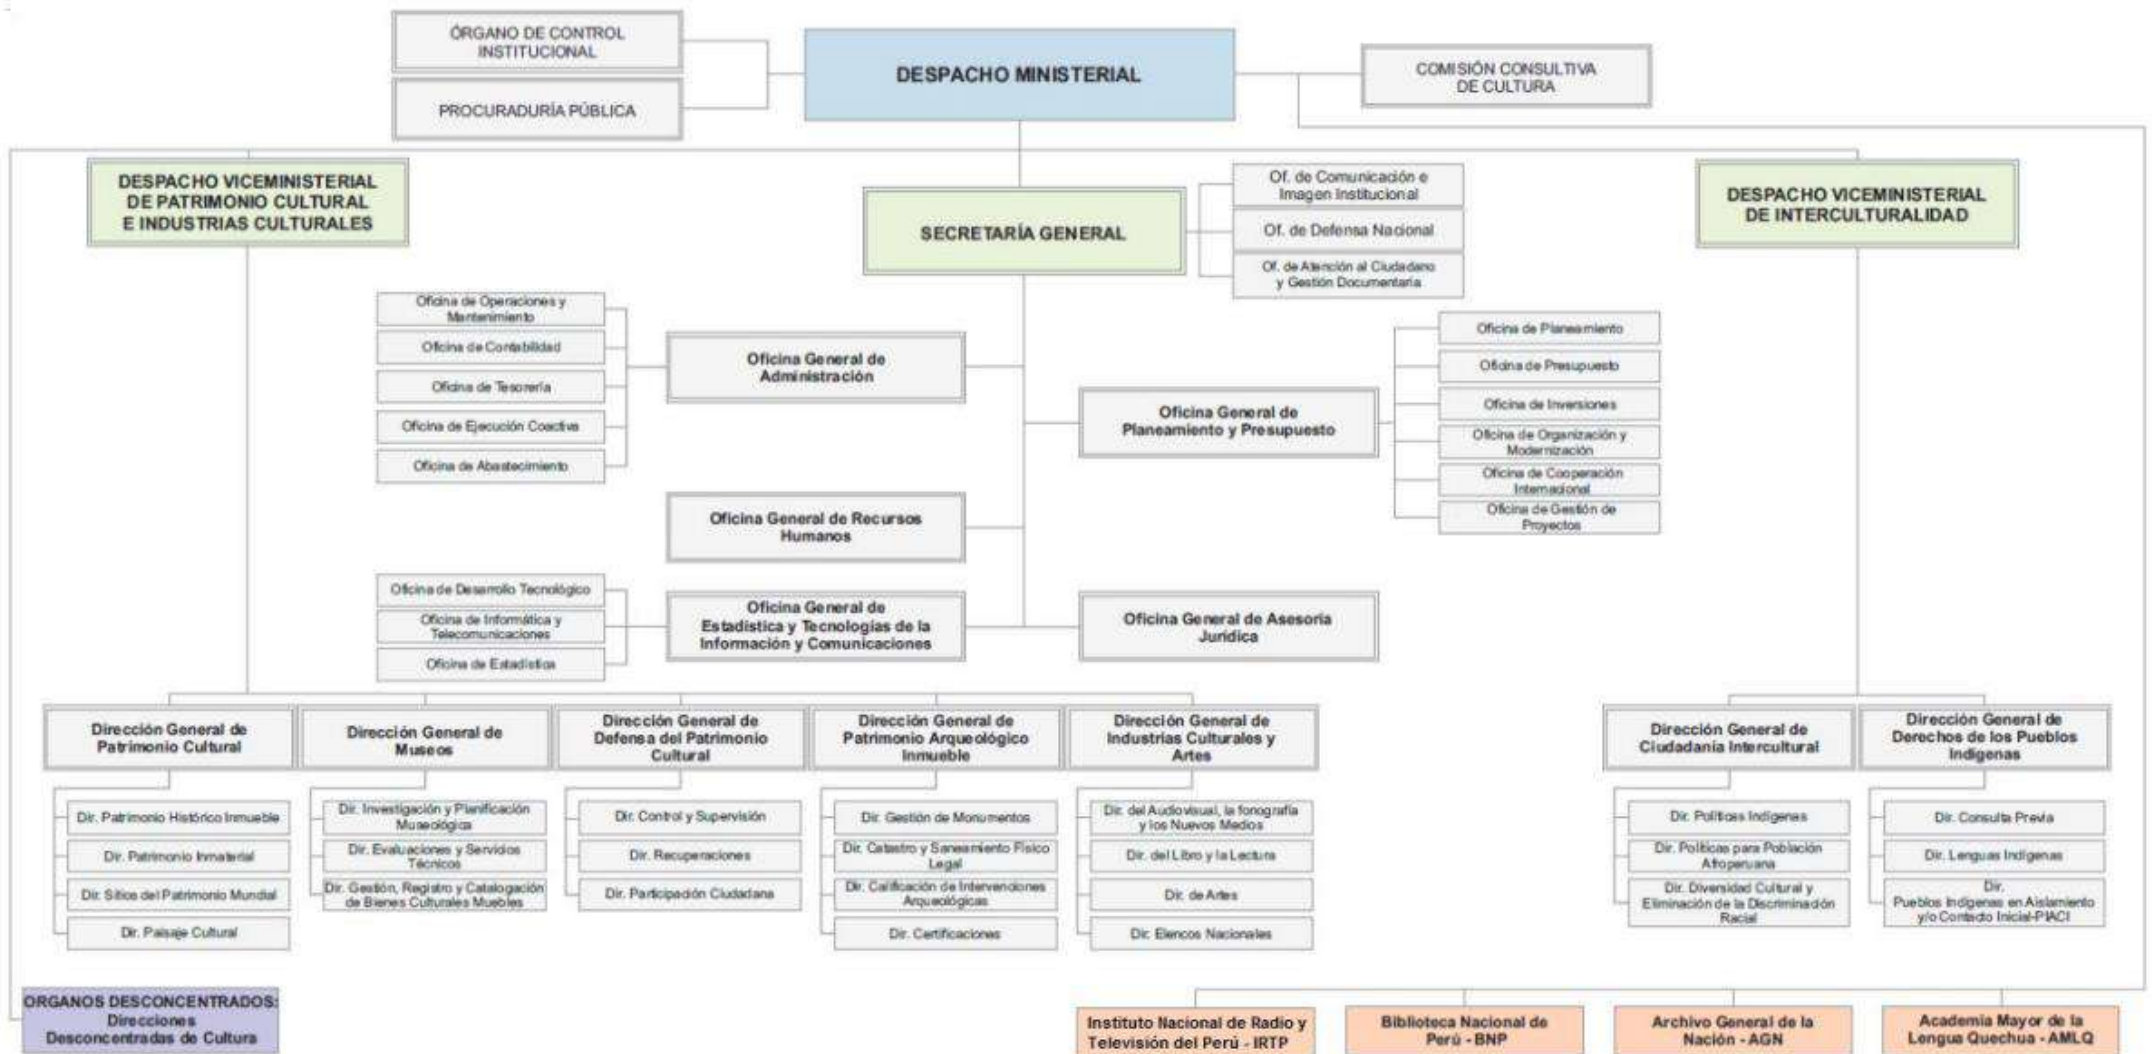 ÓRGANO DE CONTROL
INSTITUCIONAL
PROCURADURÍA PÚBLICA
DESPACHO MINISTERIAL
COMISIÓN CONSULTIVA
DE CULTURA
DESPACHO VICEMINISTERIAL
DE PATRIMONIO CULTURAL
E INDUSTRIAS CULTURALES
SECRETARÍA GENERAL
Of. de Comunicación e
Imagen Institucional
Of. de Defensa Nacional
Of. de Atención al Ciudadano
y Gestión Documentaria
DESPACHO VICEMINISTERIAL
DE INTERCULTURALIDAD
Oficina de Operaciones y
Mantenimiento
Oficina de Contabilidad
Oficina de Tesorería
Oficina de Ejecución Coactiva
Oficina de Abastecimiento
Oficina General de
Administración
Oficina General de
Planeamiento y Presupuesto
Oficina de Planeamiento
Oficina de Presupuesto
Oficina de Inversiones
Oficina de Organización y
Modernización
Oficina de Cooperación
Internacional
Oficina de Gestión de
Proyectos
Oficina General de Recursos
Humanos
Oficina de Desarrollo Tecnológico
Oficina de Informática y
Telecomunicaciones
Oficina de Estadística
Oficina General de
Estadística y Tecnologías de la
Información y Comunicaciones
Oficina General de Asesoría
Jurídica
Dirección General de
Patrimonio Cultural
Dir. Patrimonio Histórico Inmueble
Dir. Patrimonio Inmaterial
Dir. Sitios del Patrimonio Mundial
Dir. Paisaje Cultural
Dirección General de
Museos
Dir. Investigación y Planificación
Museológica
Dir. Evaluaciones y Servicios
Técnicos
Dir. Gestión, Registro y Catalogación
de Bienes Culturales Muebles
Dirección General de
Defensa del Patrimonio
Cultural
Dir. Control y Supervisión
Dir. Recuperaciones
Dir. Participación Ciudadana
Dirección General de
Patrimonio Arqueológico
Inmueble
Dir. Gestión de Monumentos
Dir. Catastro y Saneamiento Físico
Legal
Dir. Calificación de Intervenciones
Arqueológicas
Dir. Certificaciones
Dirección General de
Industrias Culturales y
Artes
Dir. del Audiovisual, la fonografía
y los Nuevos Medios
Dir. del Libro y la Lectura
Dir. de Artes
Dir. Elencos Nacionales
Dirección General de
Ciudadanía Intercultural
Dir. Políticas Indígenas
Dir. Políticas para Población
Afroperuana
Dir. Diversidad Cultural y
Eliminación de la Discriminación
Racial
Dirección General de
Derechos de los Pueblos
Indígenas
Dir. Consulta Previa
Dir. Lenguas Indígenas
Dir.
Pueblos Indígenas en Aislamiento
y/o Contacto Inicial-PIACI
ORGANOS DESCONCENTRADOS:
Direcciones
Desconcentradas de Cultura
Instituto Nacional de Radio y
Televisión del Perú - IRTP
Biblioteca Nacional de
Perú - BNP
Archivo General de la
Nación - AGN
Academia Mayor de la
Lengua Quechua - AMLQ